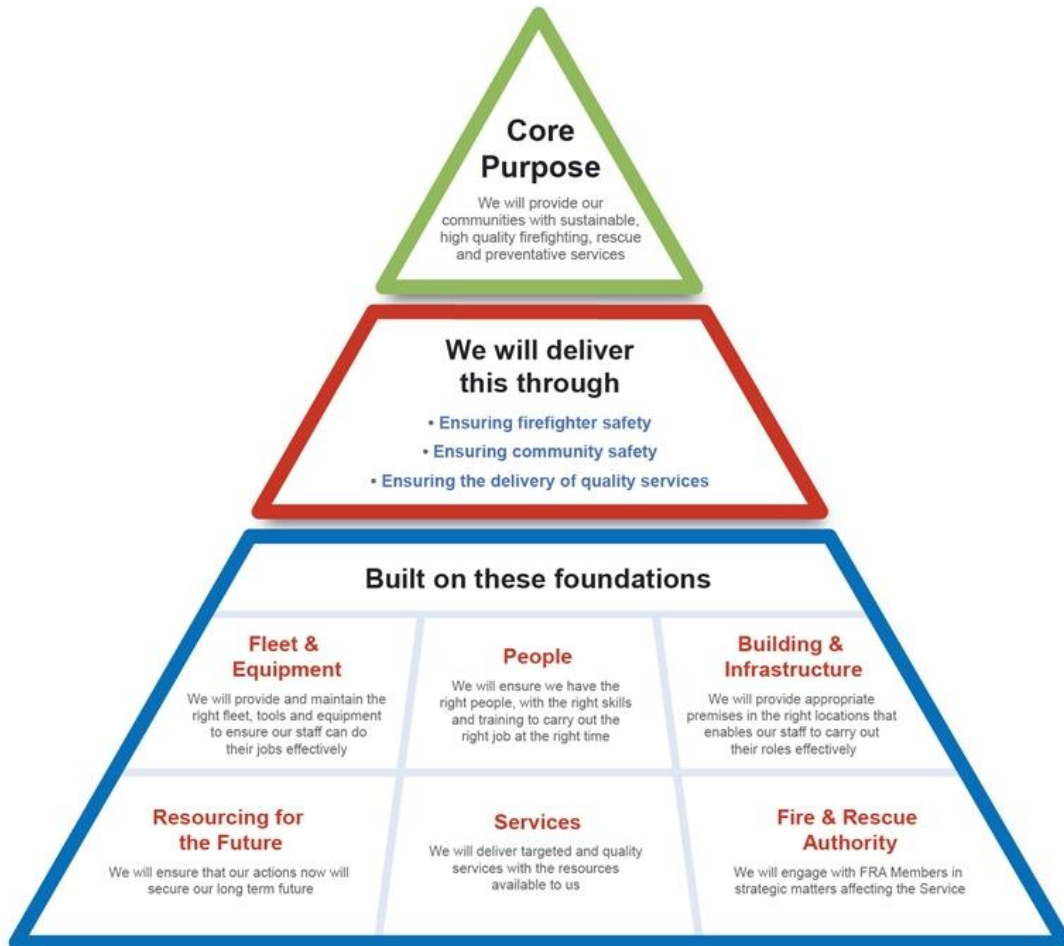 Core
Purpose
We will provide our
communities with sustainable,
high quality firefighting, rescue
and preventative services
We will deliver
this through
• Ensuring firefighter safety
• Ensuring community safety
• Ensuring the delivery of quality services
Built on these foundations
Fleet &
Equipment
We will provide and maintain the
right fleet, tools and equipment
to ensure our staff can do
their jobs effectively
People
We will ensure we have the
right people, with the right skills
and training to carry out the
right job at the right time
Building &
Infrastructure
We will provide appropriate
premises in the right locations that
enables our staff to carry out
their roles effectively
Resourcing for
the Future
We will ensure that our actions now will
secure our long term future
Services
We will deliver targeted and quality
services with the resources
available to us
Fire & Rescue
Authority
We will engage with FRA Members in
strategic matters affecting the Service